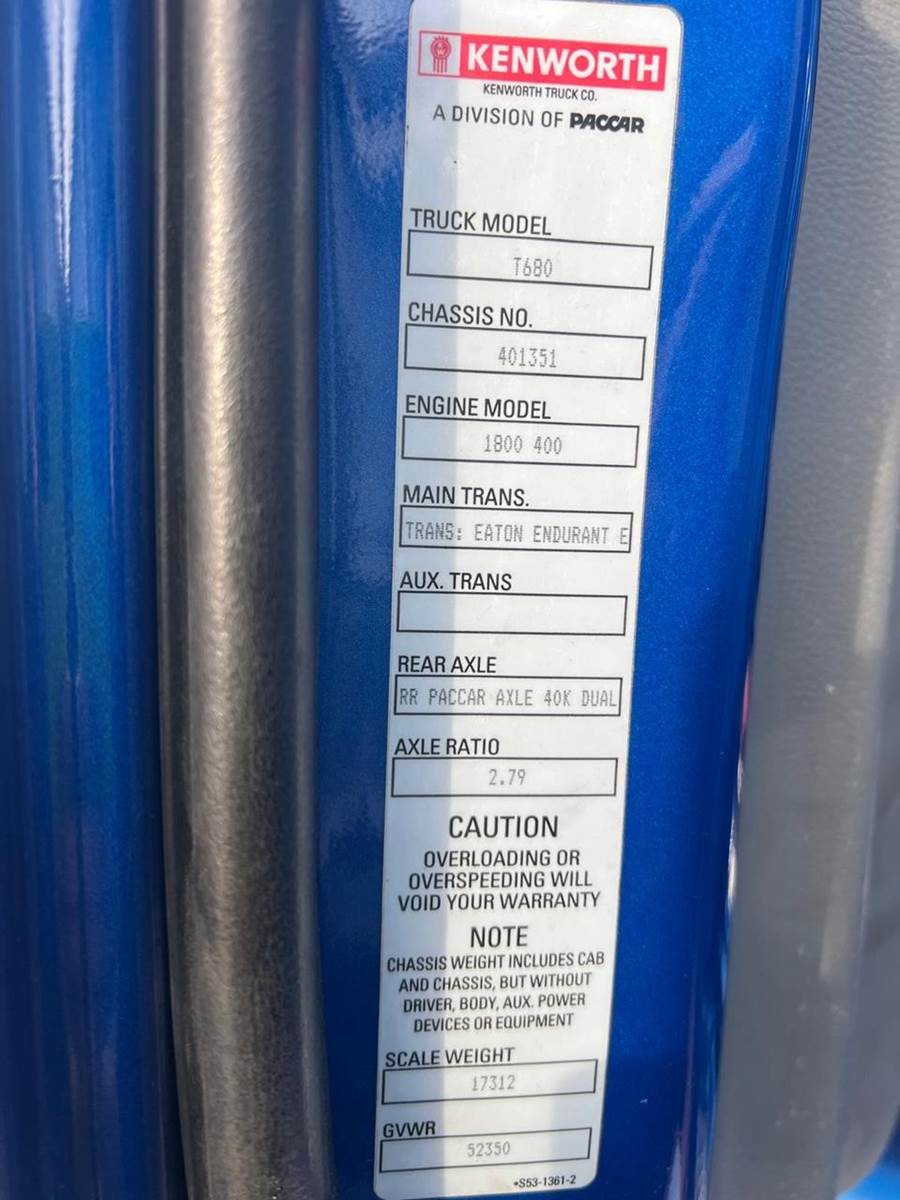 KENWORTH
KENWORTH TRUCK CO.
A DIVISION OF PACCAR
TRUCK MODEL
T680
CHASSIS NO.
401351
ENGINE MODEL
1800 400
MAIN TRANS.
TRANS: EATON ENDURANT E
AUX. TRANS
REAR AXLE
RR PACCAR AXLE 40K DUAL
AXLE RATIO
2.79
CAUTION
OVERLOADING OR
OVERSPEEDING WILL
VOID YOUR WARRANTY
NOTE
CHASSIS WEIGHT INCLUDES CAB
AND CHASSIS, BUT WITHOUT
DRIVER, BODY, AUX. POWER
DEVICES OR EQUIPMENT
SCALE WEIGHT
17312
GVWR
52350
•S53-1361-2